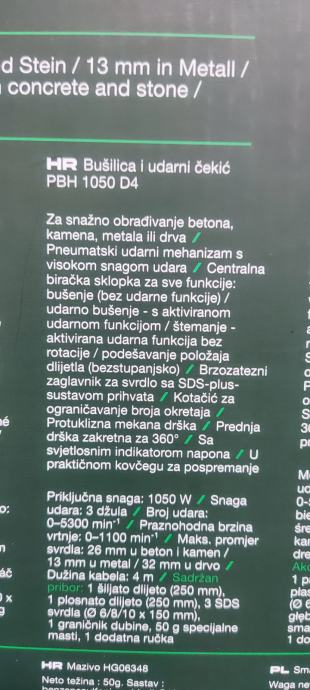 d Stein / 13 mm in Metall /
concrete and stone /
HR Bušilica i udarni čekić
PBH 1050 D4
Za snažno obrađivanje betona,
kamena, metala ili drva /
Pneumatski udarni mehanizam s
visokom snagom udara / Centralna
biračka sklopka za sve funkcije:
bušenje (bez udarne funkcije) /
udarno bušenje - s aktiviranom
udarnom funkcijom / štemanje -
aktivirana udarna funkcija bez
rotacije / podešavanje položaja
dlijetla (bezstupanjsko) / Brzozatezni
zaglavnik za svrdlo sa SDS-plus-
sustavom prihvata / Kotačić za
ograničavanje broja okretaja /
Protuklizna mekana drška / Prednja
drška zakretna za 360° / Sa
svjetlosnim indikatorom napona / U
praktičnom kovčegu za pospremanje
Priključna snaga: 1050 W / Snaga
udara: 3 džula / Broj udara:
0–5300 min⁻¹ / Praznohodna brzina
vrtnje: 0–1100 min⁻¹ / Maks. promjer
svrdla: 26 mm u beton i kamen /
13 mm u metal / 32 mm u drvo /
Dužina kabela: 4 m / Sadržan
pribor: 1 šiljato dlijeto (250 mm),
1 plosnato dlijeto (250 mm), 3 SDS
svrdla (Ø 6/8/10 x 150 mm),
1 graničnik dubine, 50 g specijalne
masti, 1 dodatna ručka
HR Mazivo HG06348
Neto težina : 50g. Sastav :
PL Sma
Waga ne